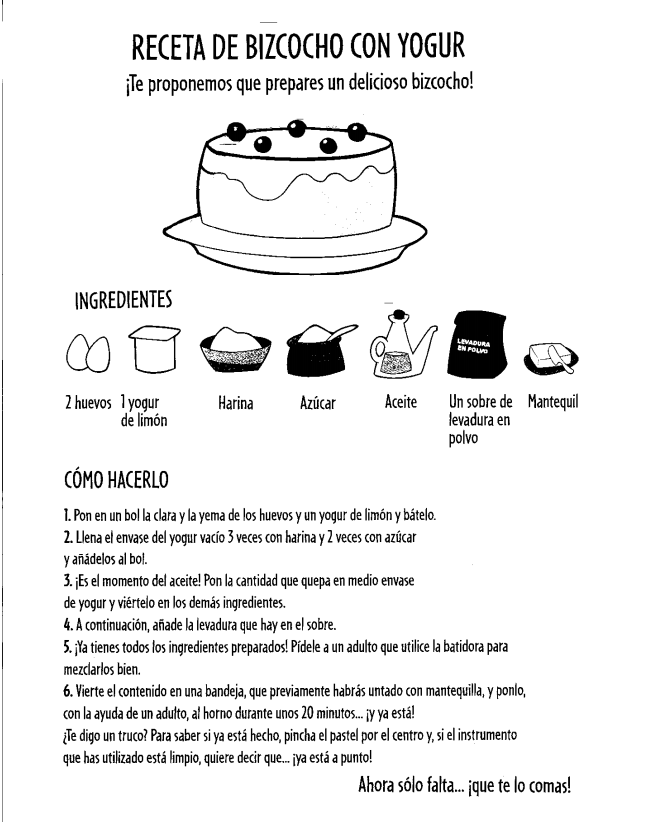 RECETA DE BIZCOCHO CON YOGUR
¡Te proponemos que prepares un delicioso bizcocho!
INGREDIENTES
LEVADURA
EN POLVO
2 huevos
1 yogur
de limón
Harina
Azúcar
Aceite
Un sobre de
levadura en
polvo
Mantequil
CÓMO HACERLO
1. Pon en un bol la clara y la yema de los huevos y un yogur de limón y bátelo.
2. Llena el envase del yogur vacío 3 veces con harina y 2 veces con azúcar
y añádelos al bol.
3. ¡Es el momento del aceite! Pon la cantidad que quepa en medio envase
de yogur y viértelo en los demás ingredientes.
4. A continuación, añade la levadura que hay en el sobre.
5. ¡Ya tienes todos los ingredientes preparados! Pídele a un adulto que utilice la batidora para
mezclarlos bien.
6. Vierte el contenido en una bandeja, que previamente habrás untado con mantequilla, y ponlo,
con la ayuda de un adulto, al horno durante unos 20 minutos... ¡y ya está!
¿Te digo un truco? Para saber si ya está hecho, pincha el pastel por el centro y, si el instrumento
que has utilizado está limpio, quiere decir que... ¡ya está a punto!
Ahora sólo falta... ¡que te lo comas!